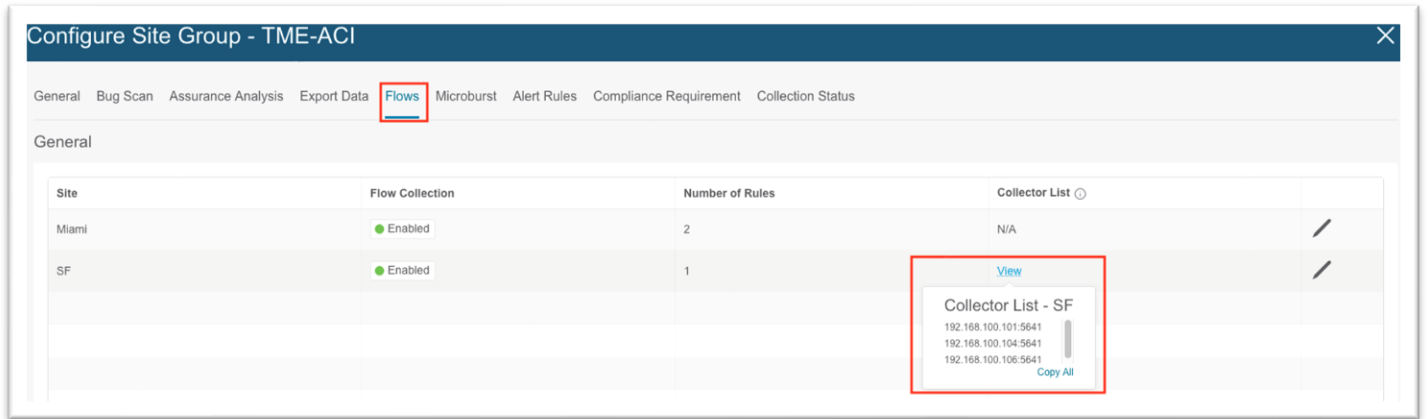 Configure Site Group - TME-ACI
General Bug Scan Assurance Analysis Export Data Flows Microburst Alert Rules Compliance Requirement Collection Status
General
Site Flow Collection Number of Rules Collector List
Miami Enabled 2 N/A
SF Enabled 1 View
Collector List - SF
192.168.100.101:5641
192.168.100.104:5641
192.168.100.106:5641
Copy All